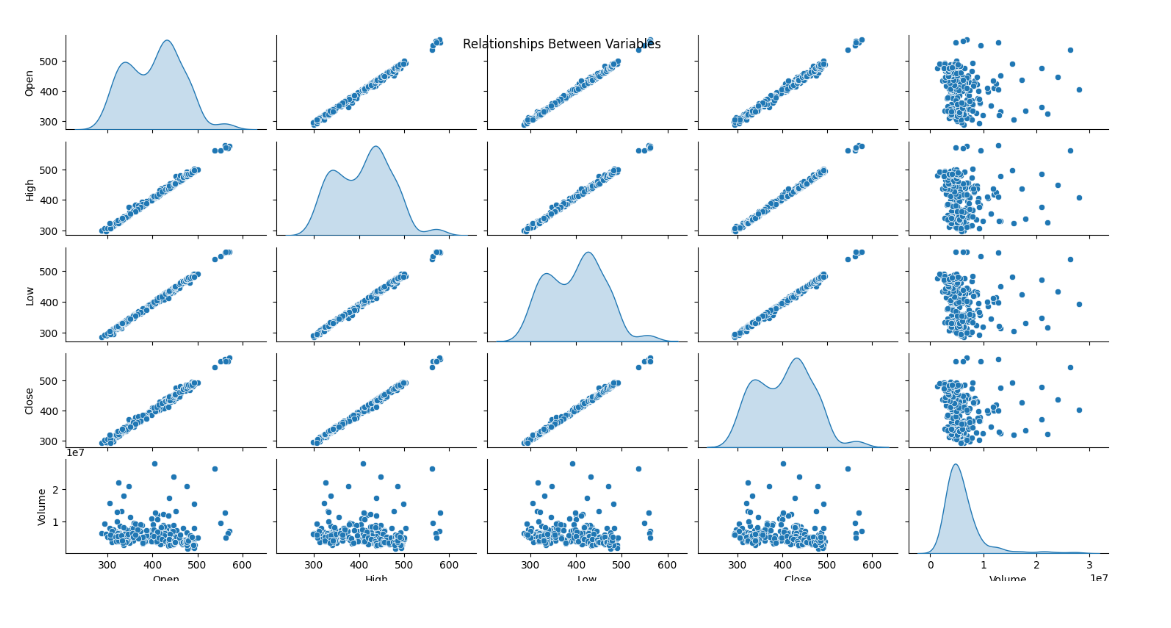 Relationships Between Variables
Open
500
400
300
High
500
400
300
Low
500
400
300
Close
500
400
300
1e7
Volume
2
1
300 400 500 600 300 400 500 600 300 400 500 600 300 400 500 600 0 1 2 3
1e7
Open High Low Close Volume